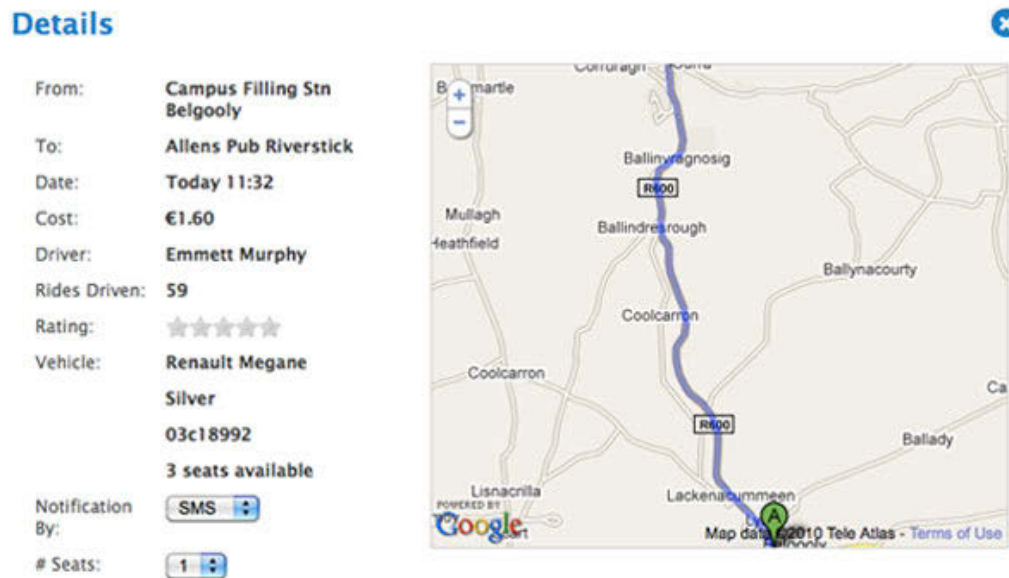 Details
From:
Campus Filling Stn
Belgooly
To:
Allens Pub Riverstick
Date:
Today 11:32
Cost:
€1.60
Driver:
Emmett Murphy
Rides Driven:
59
Rating:
Vehicle:
Renault Megane
Silver
03c18992
3 seats available
Notification
By:
SMS
# Seats:
1
Ballinvragnosig
R600
Mullagh
Ballindresrough
Heathfield
Ballynacourty
Coolcarron
Coolcarron
R600
Ballady
Lisnacrilla
Lackenacummeen
POWERED BY
Google
A
Map data ©2010 Tele Atlas - Terms of Use